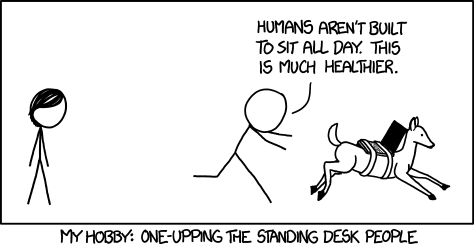 HUMANS AREN'T BUILT
TO SIT ALL DAY. THIS
IS MUCH HEALTHIER.
MY HOBBY: ONE-UPPING THE STANDING DESK PEOPLE